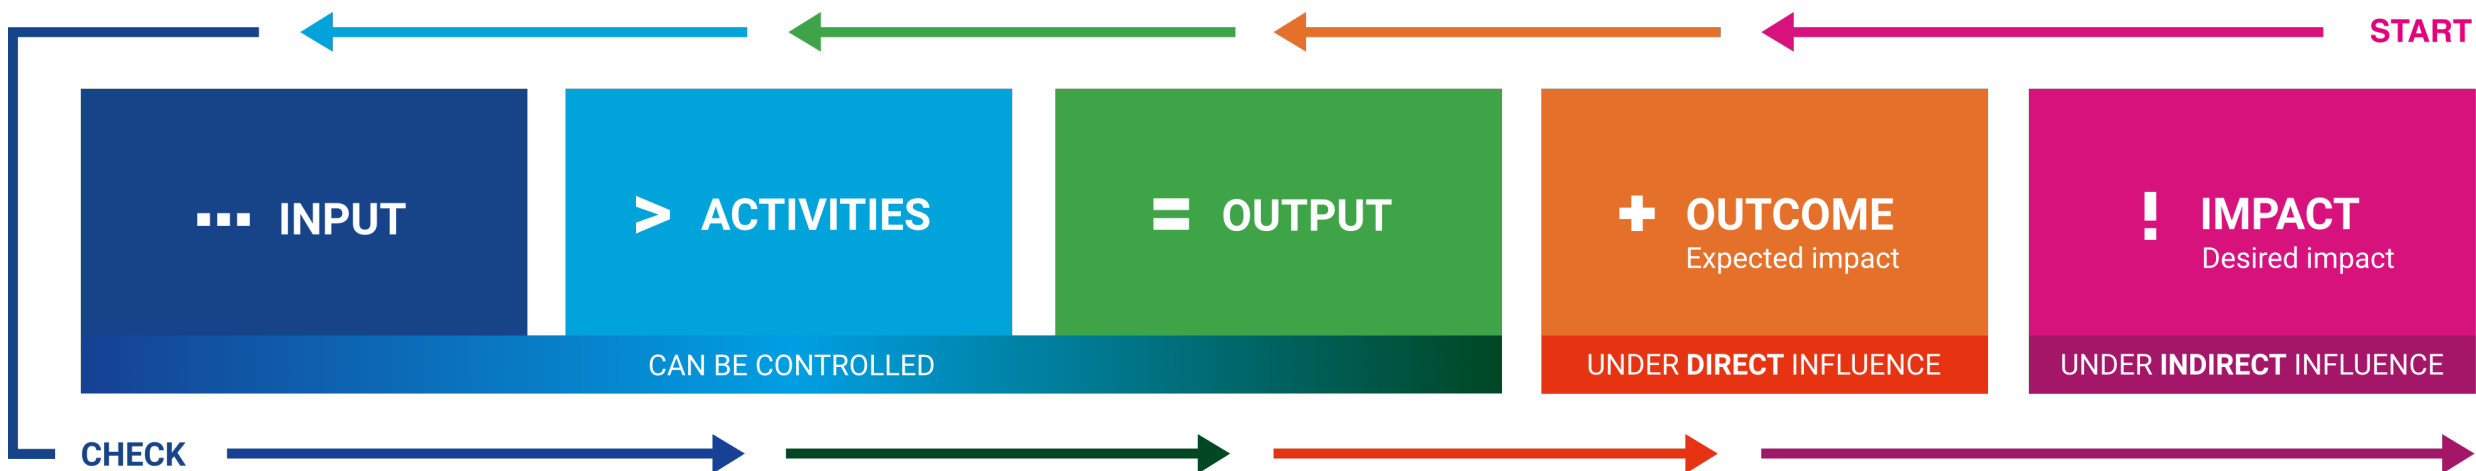 START
INPUT
> ACTIVITIES
= OUTPUT
+ OUTCOME
Expected impact
! IMPACT
Desired impact
CAN BE CONTROLLED
UNDER DIRECT INFLUENCE
UNDER INDIRECT INFLUENCE
CHECK